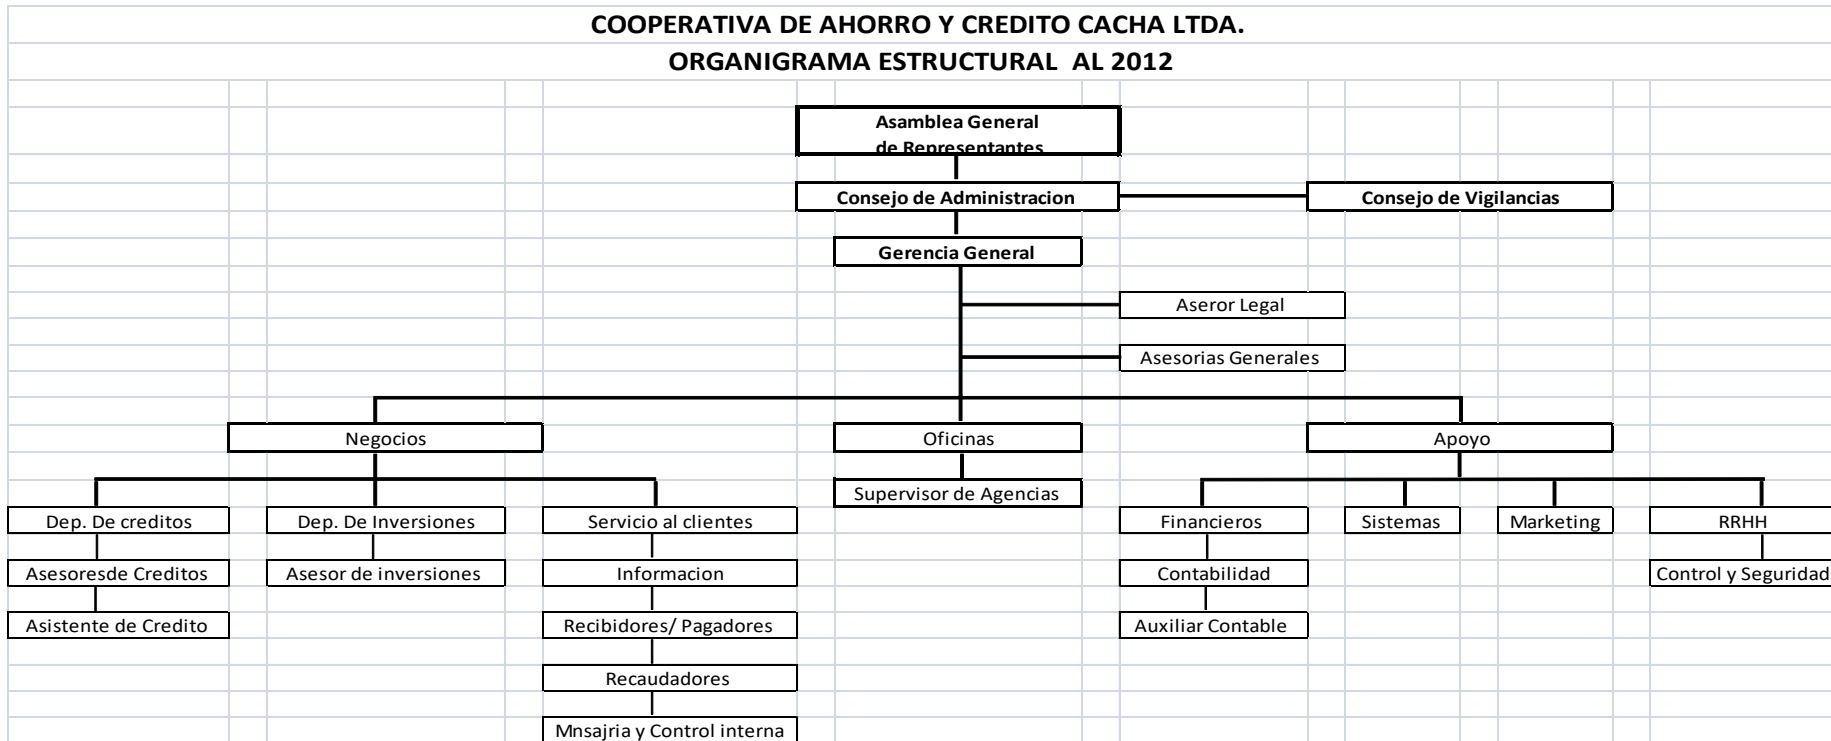 COOPERATIVA DE AHORRO Y CREDITO CACHA LTDA.
ORGANIGRAMA ESTRUCTURAL AL 2012
Asamblea General
de Representantes
Consejo de Administracion
Consejo de Vigilancias
Gerencia General
Aseror Legal
Asesorias Generales
Negocios
Oficinas
Apoyo
Supervisor de Agencias
Dep. De creditos
Dep. De Inversiones
Servicio al clientes
Financieros
Sistemas
Marketing
RRHH
Asesoresde Creditos
Asesor de inversiones
Informacion
Contabilidad
Control y Seguridad
Asistente de Credito
Recibidores/ Pagadores
Auxiliar Contable
Recaudadores
Mnsajria y Control interna